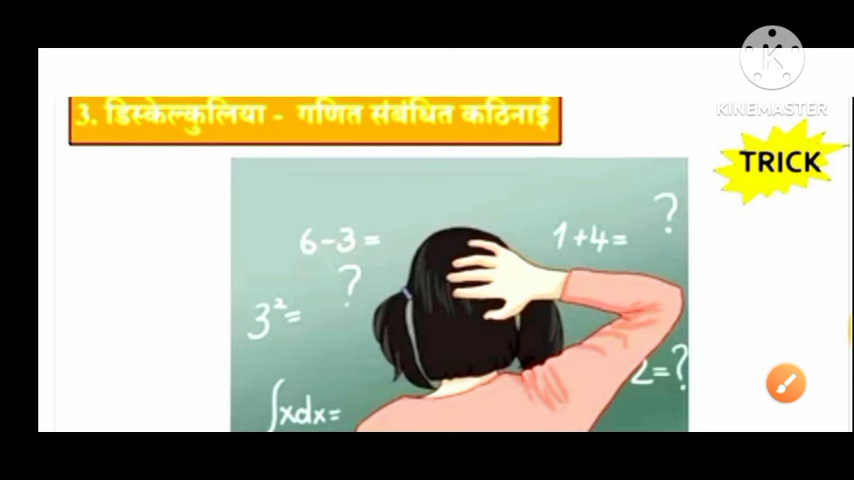 KINEMASTER
3. डिस्केल्कुलिया - गणित संबंधित कठिनाई
TRICK
6-3=
1+4=
?
?
3²=
2=?
∫xdx=